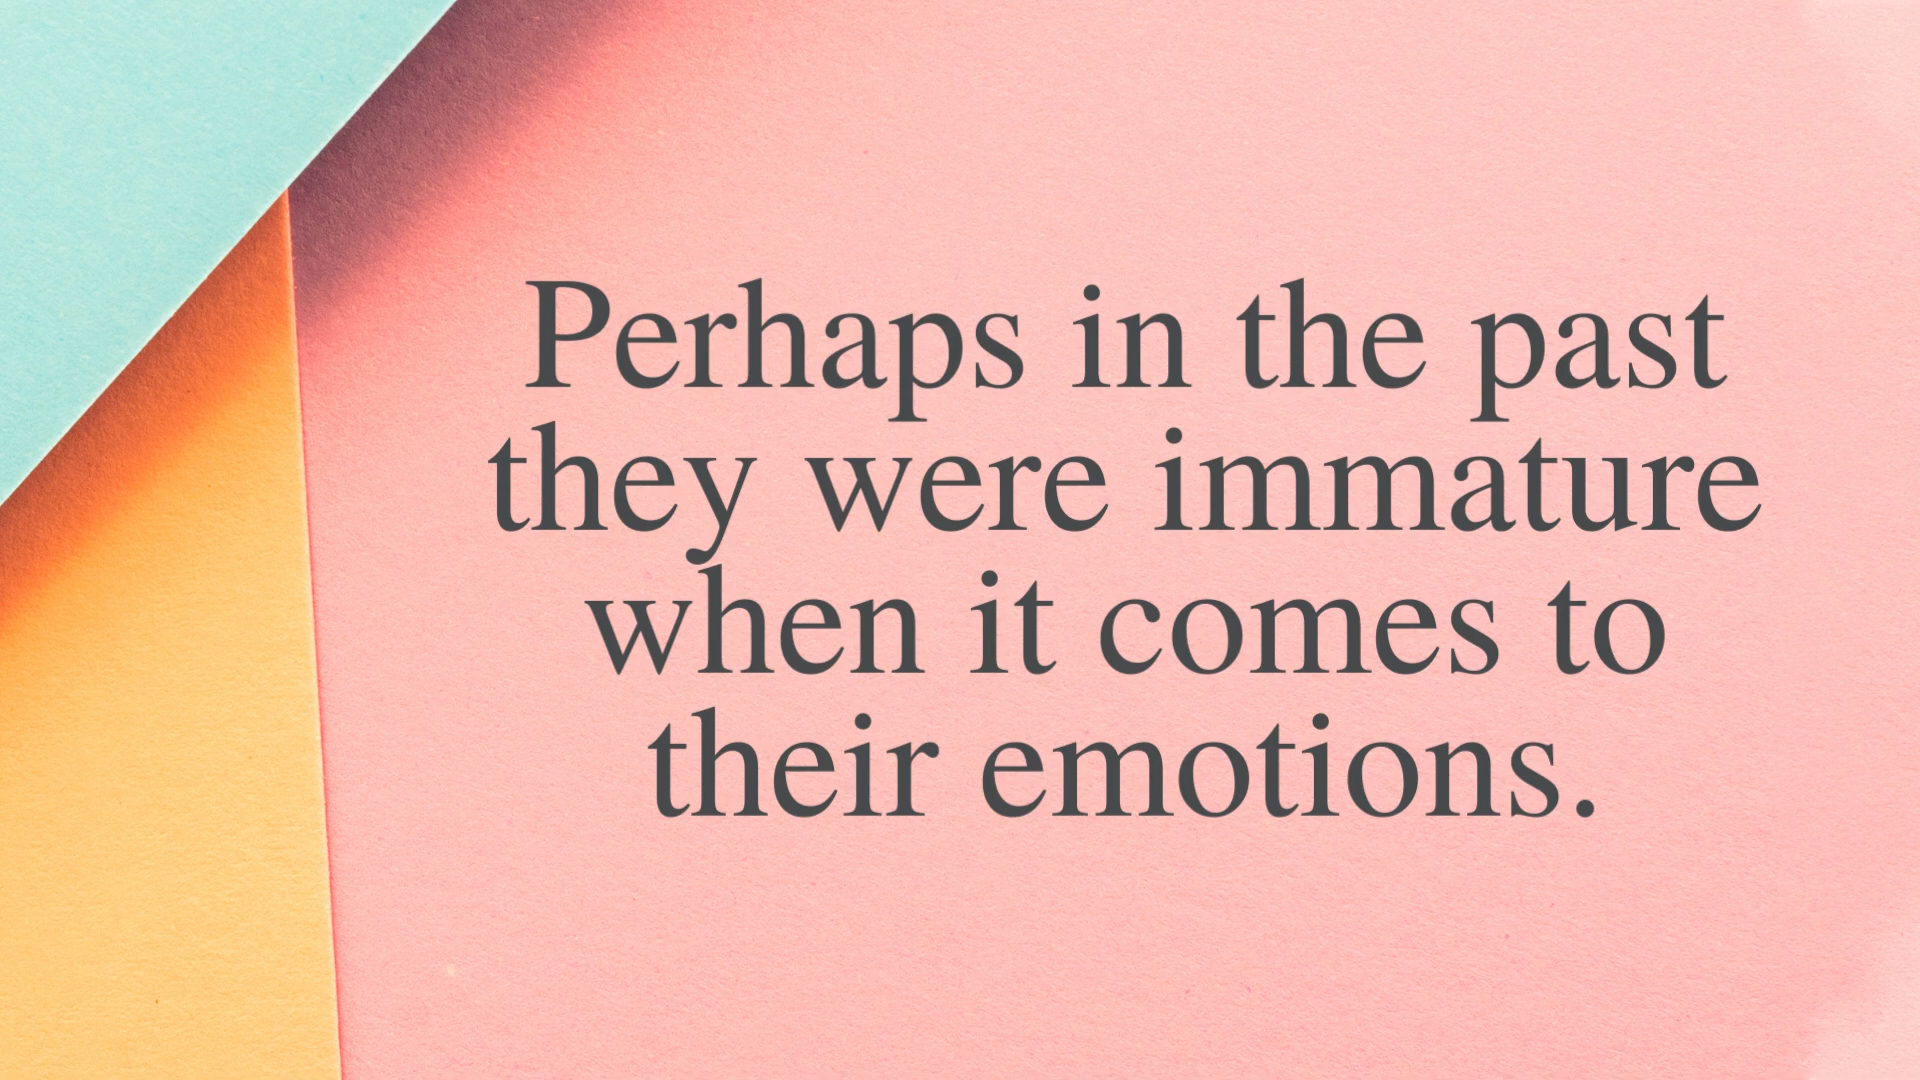 Perhaps in the past
they were immature
when it comes to
their emotions.